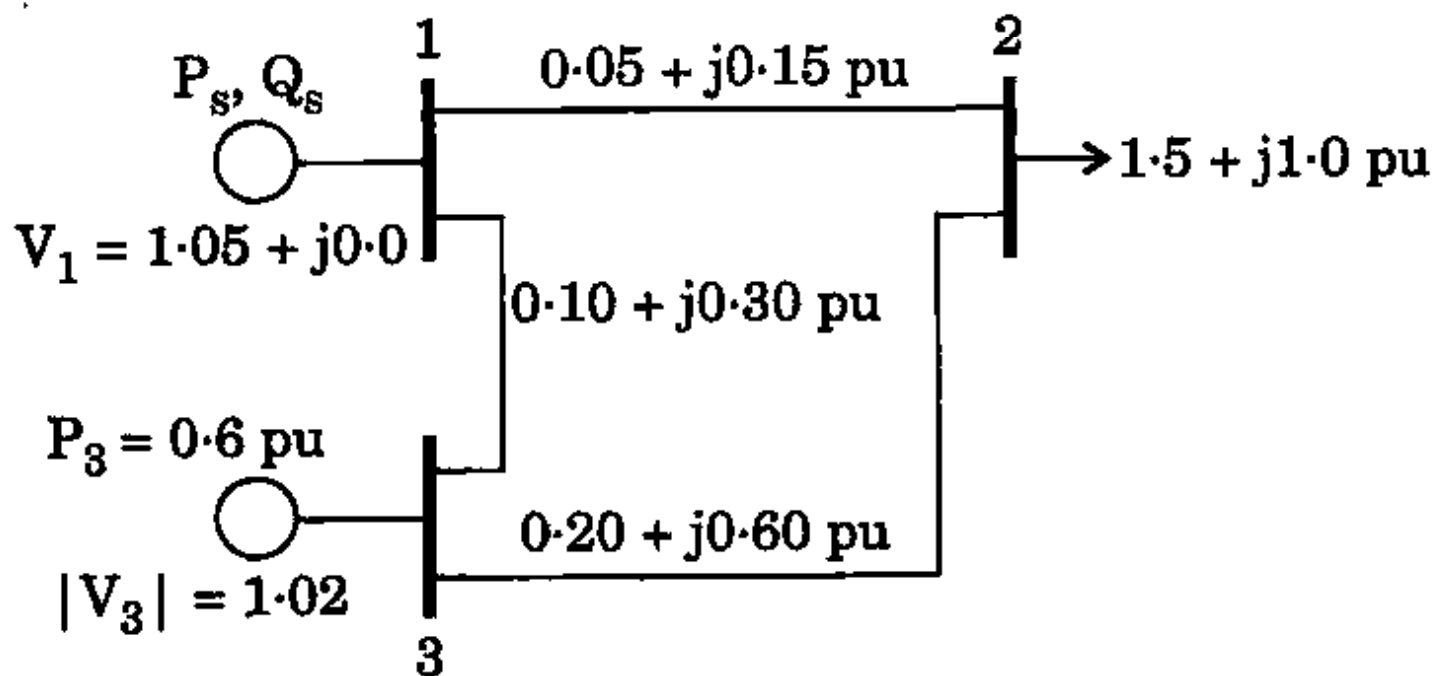 1
2
P_s, Q_s
0·05 + j0·15 pu
1·5 + j1·0 pu
V_1 = 1·05 + j0·0
0·10 + j0·30 pu
P_3 = 0·6 pu
0·20 + j0·60 pu
|V_3| = 1·02
3